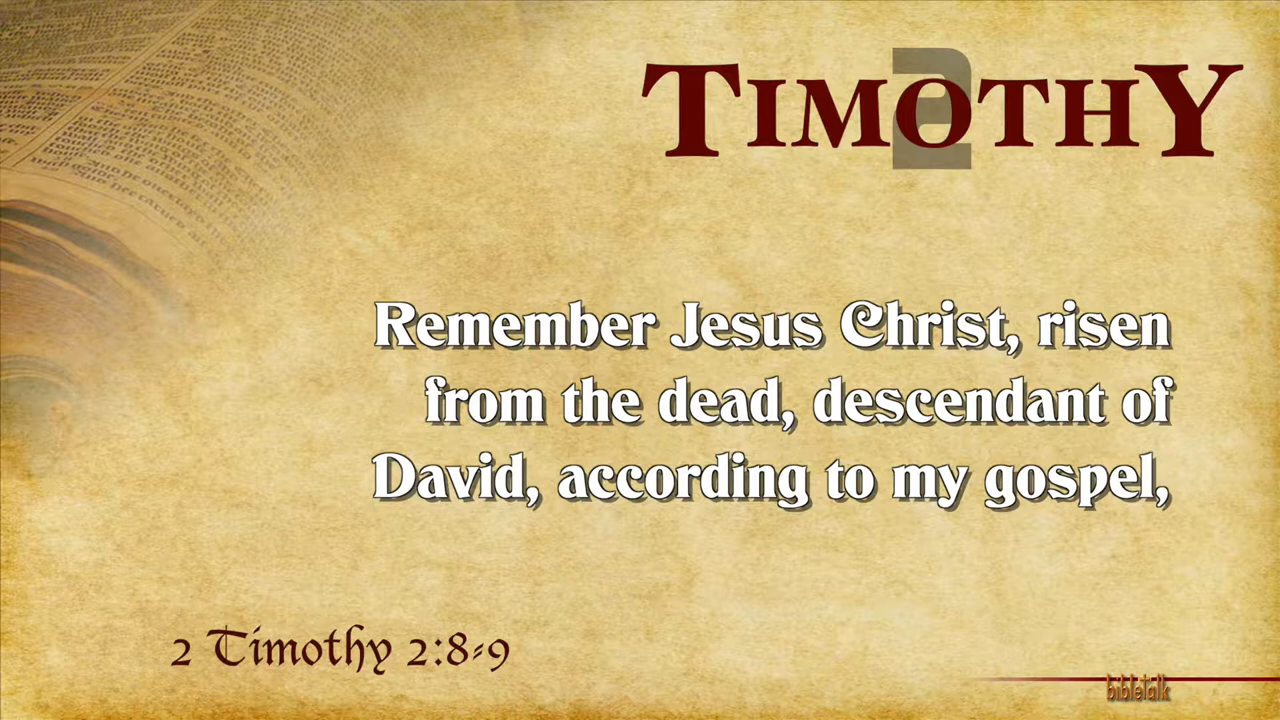 2
TIMOTHY
Remember Jesus Christ, risen
from the dead, descendant of
David, according to my gospel,
2 Timothy 2:8-9
bibletalk